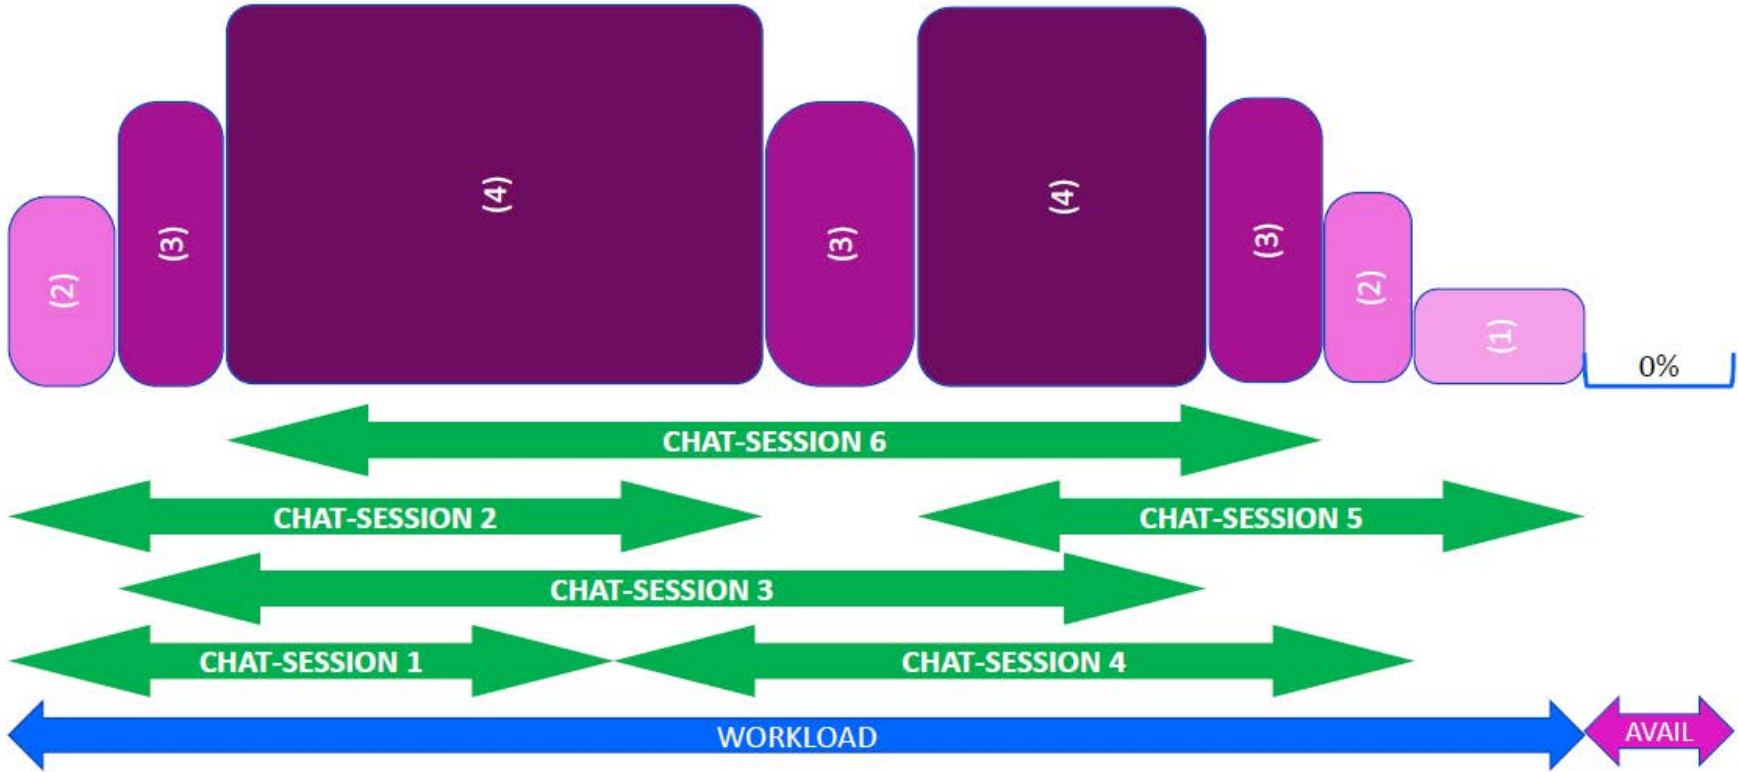 (2)
(3)
(4)
(3)
(4)
(3)
(2)
(1)
0%
CHAT-SESSION 6
CHAT-SESSION 2
CHAT-SESSION 5
CHAT-SESSION 3
CHAT-SESSION 1
CHAT-SESSION 4
WORKLOAD
AVAIL